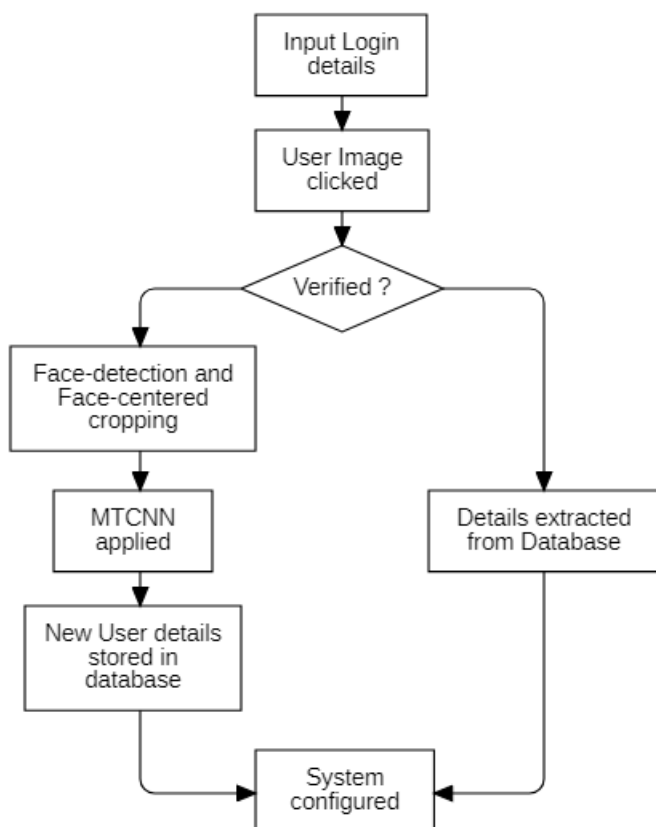 Input Login
details
User Image
clicked
Verified ?
Face-detection and
Face-centered
cropping
MTCNN
applied
Details extracted
from Database
New User details
stored in
database
System
configured